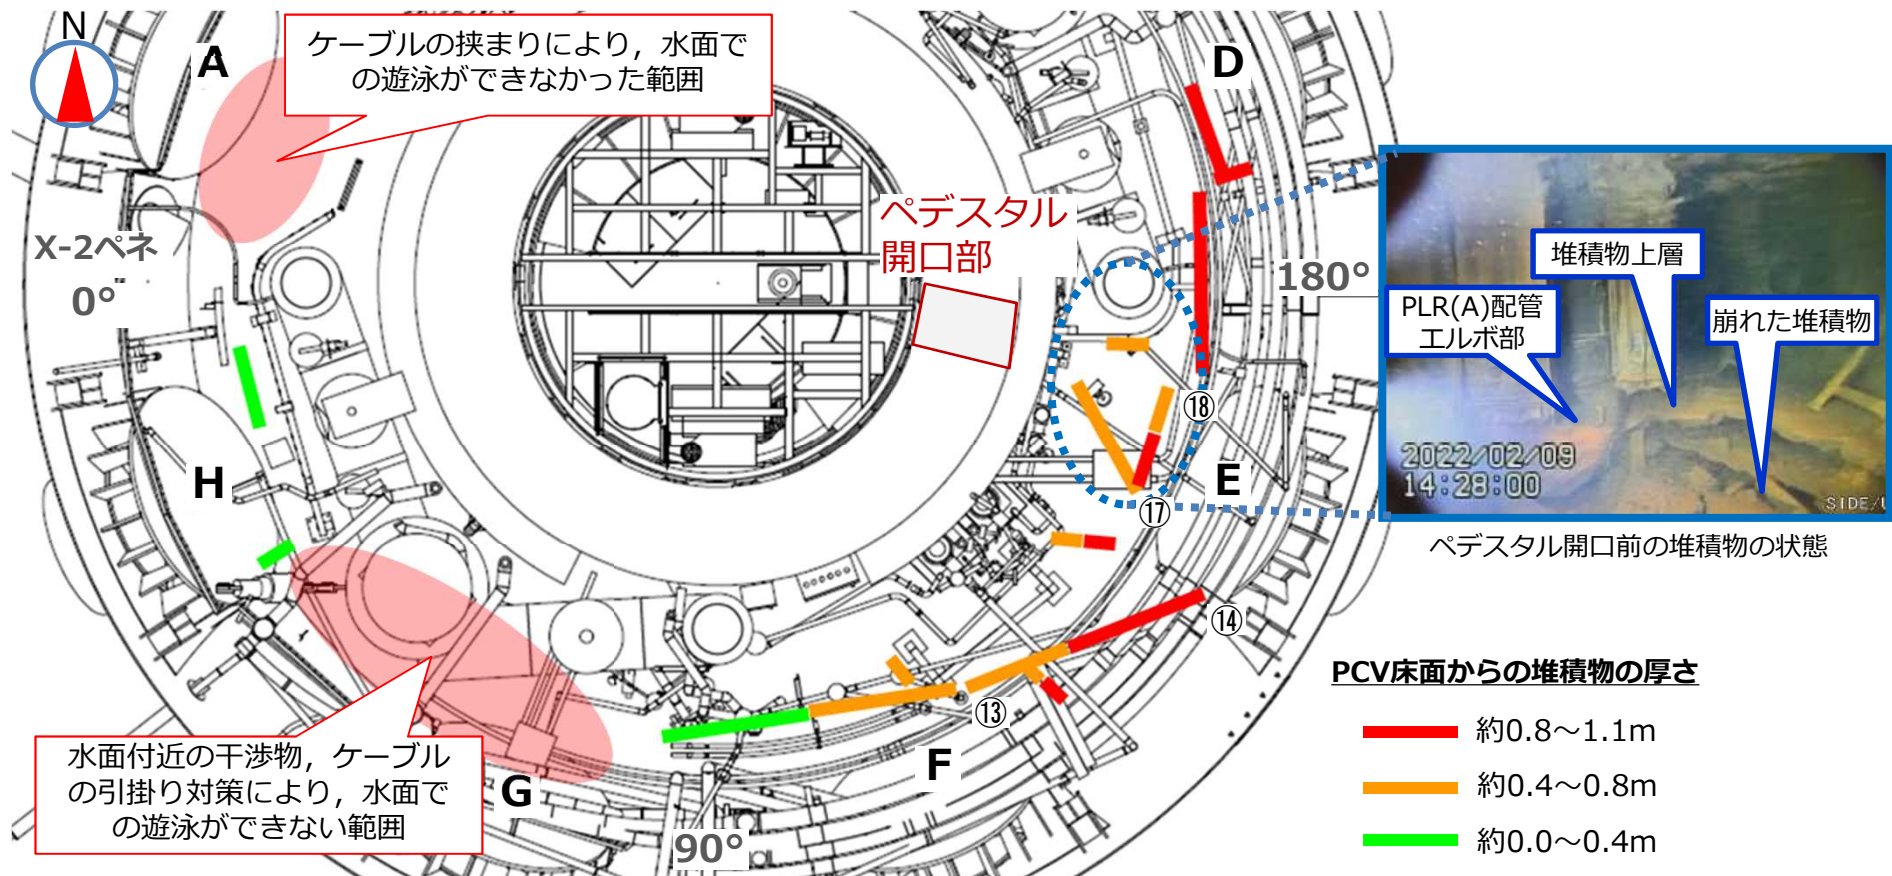 N
A
ケーブルの挟まりにより，水面で
の遊泳ができなかった範囲
D
X-2ペネ
0°
ペデスタル
開口部
180°
堆積物上層
PLR(A)配管
エルボ部
崩れた堆積物
2022/02/09
14:28:00
SIDE/U
ペデスタル開口前の堆積物の状態
⑱
H
E
⑰
⑭
⑬
F
G
90°
水面付近の干渉物，ケーブル
の引掛り対策により，水面で
の遊泳ができない範囲
PCV床面からの堆積物の厚さ
約0.8～1.1m
約0.4～0.8m
約0.0～0.4m